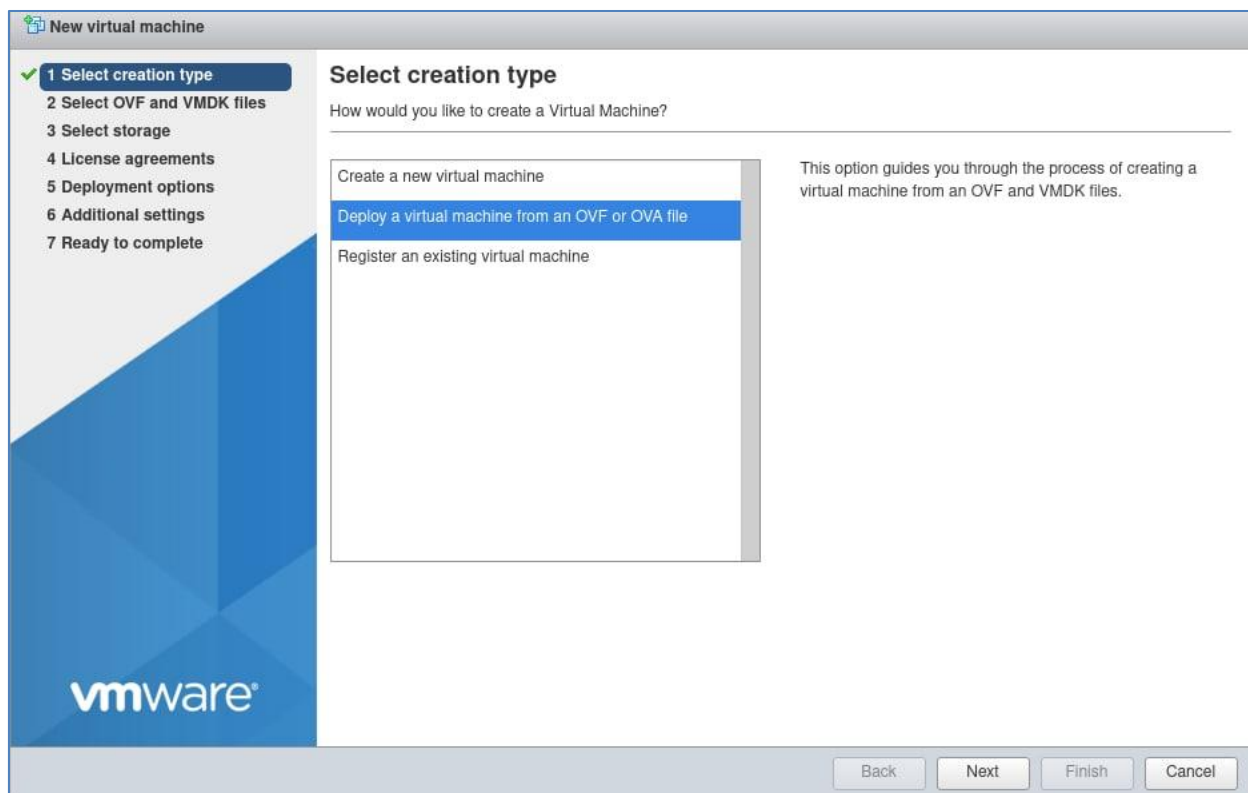 New virtual machine
1 Select creation type
2 Select OVF and VMDK files
3 Select storage
4 License agreements
5 Deployment options
6 Additional settings
7 Ready to complete
vmware®
Select creation type
How would you like to create a Virtual Machine?
Create a new virtual machine
Deploy a virtual machine from an OVF or OVA file
Register an existing virtual machine
This option guides you through the process of creating a
virtual machine from an OVF and VMDK files.
Back
Next
Finish
Cancel